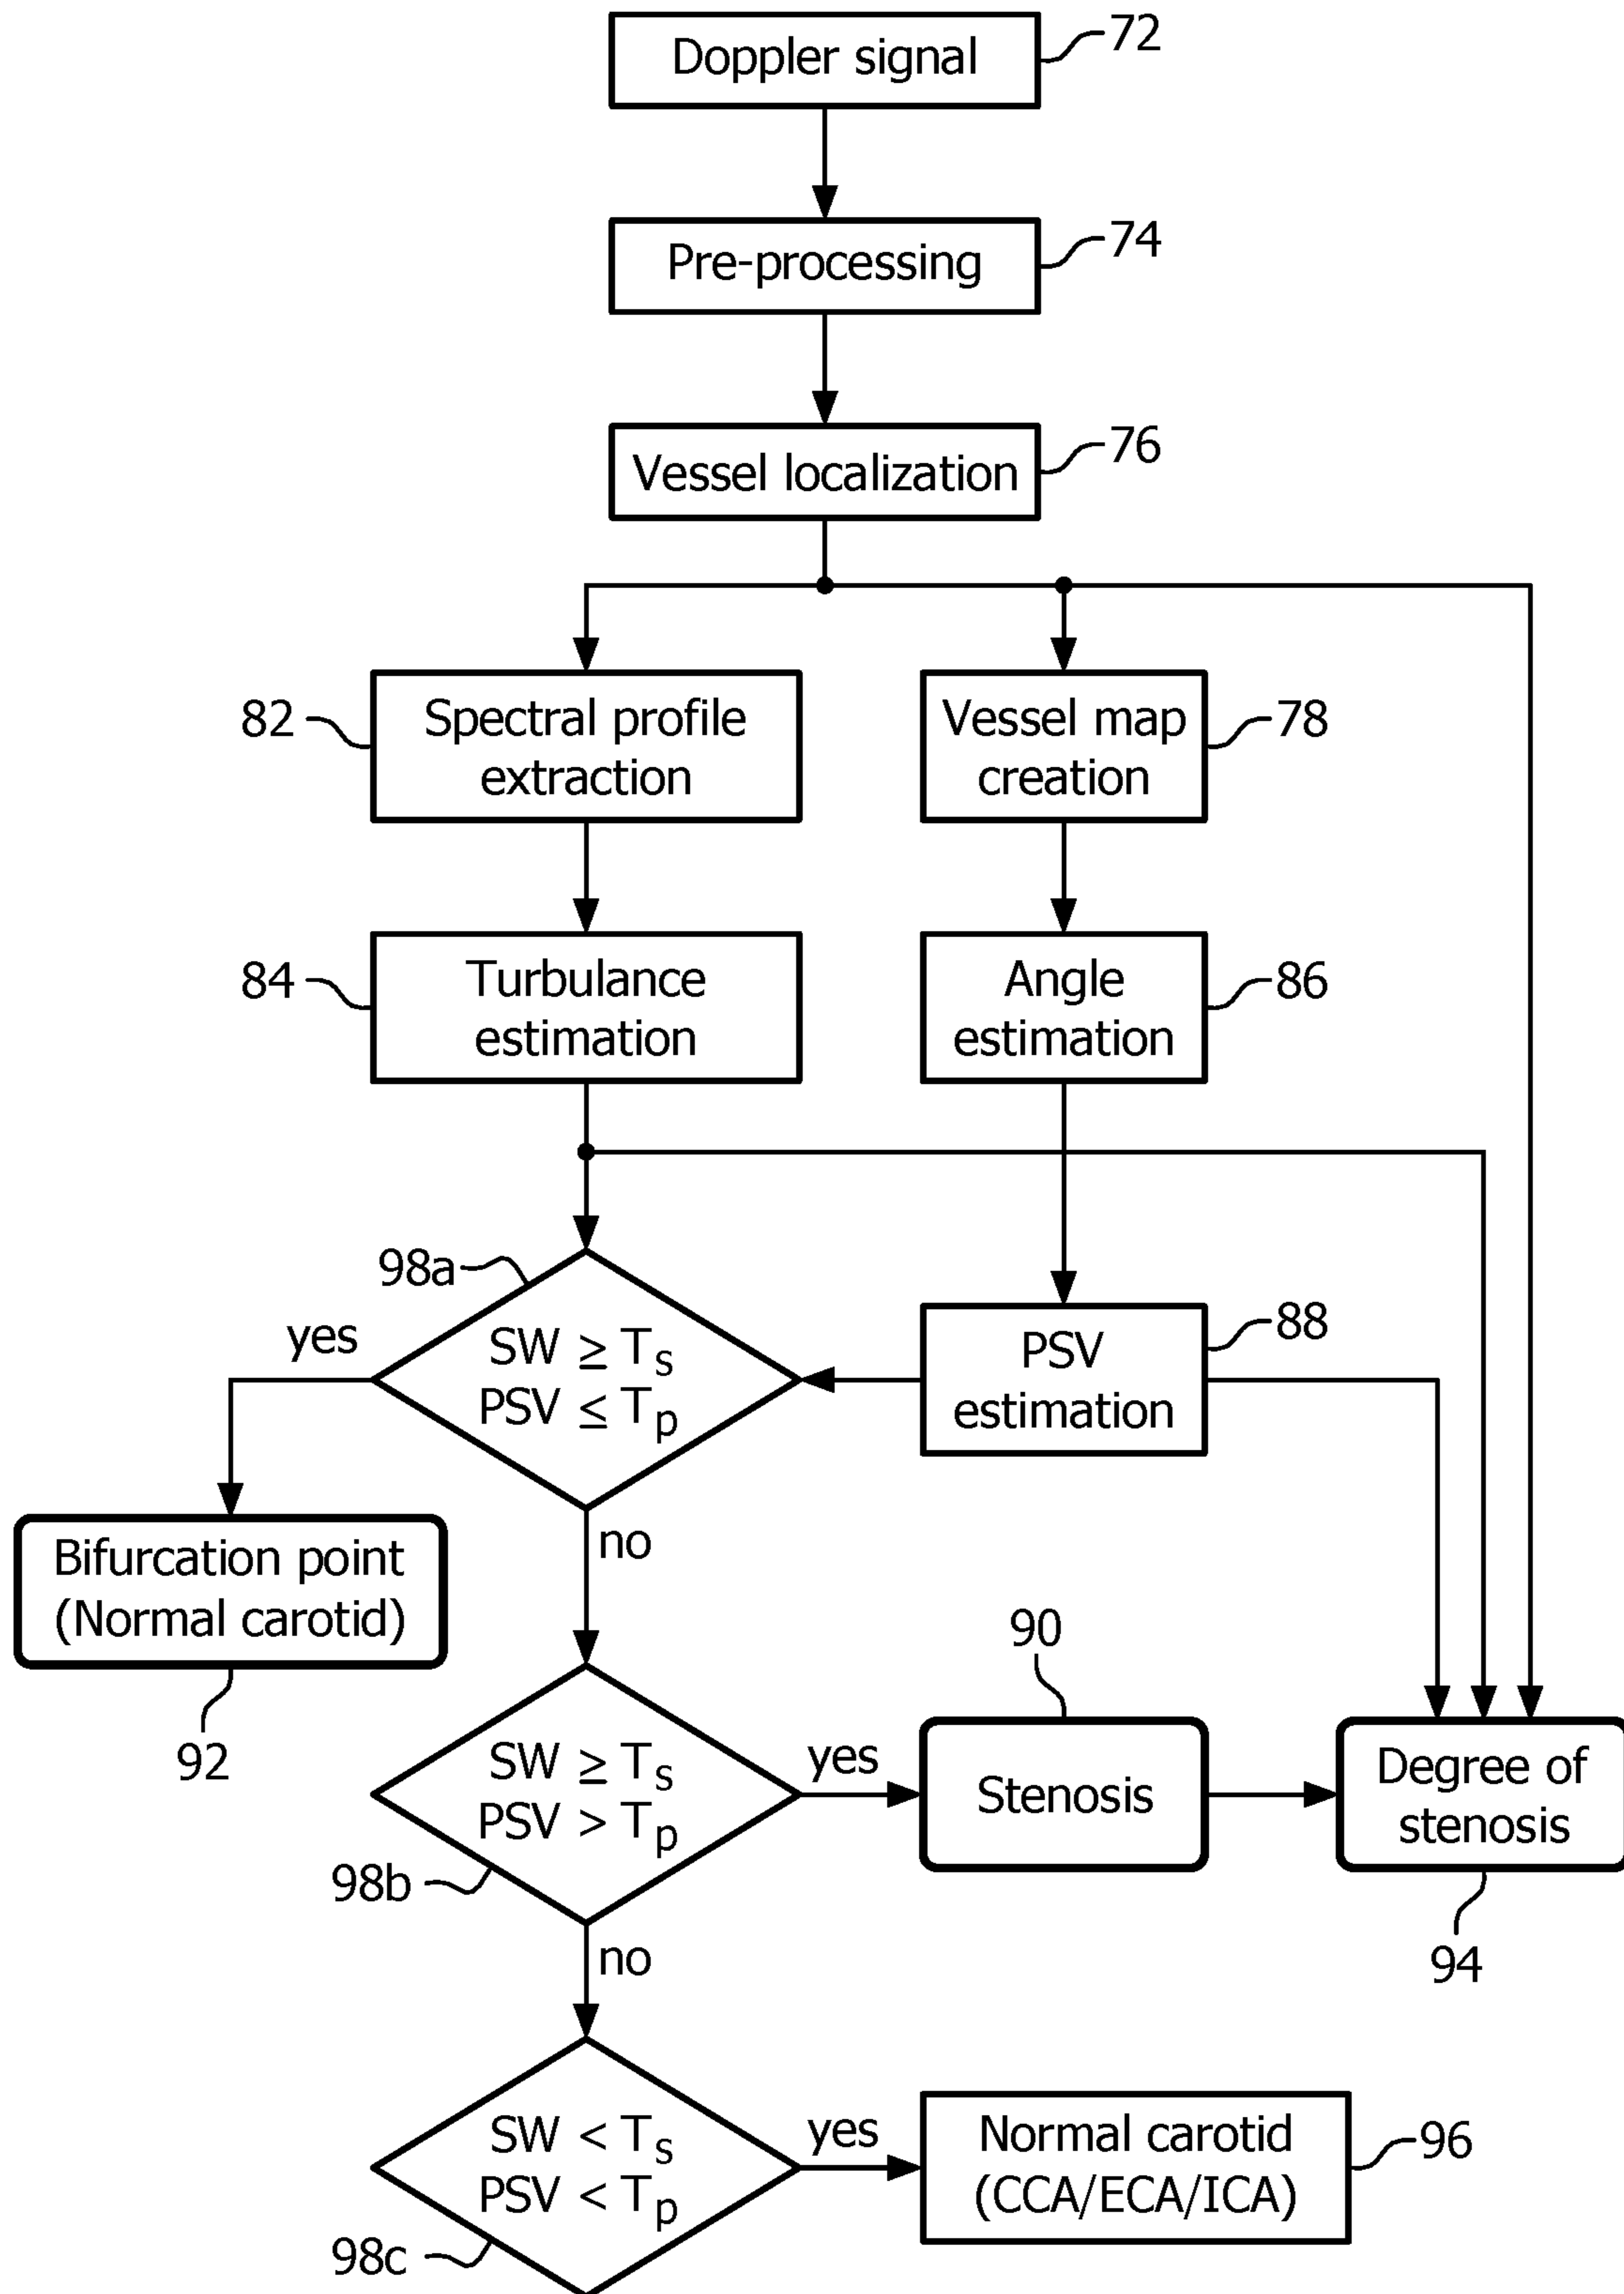 Doppler signal
72
Pre-processing
74
Vessel localization
76
82
Spectral profile
extraction
Vessel map
creation
78
84
Turbulance
estimation
Angle
estimation
86
98a
yes
SW ≥ Ts
PSV ≤ Tp
PSV
estimation
88
no
Bifurcation point
(Normal carotid)
92
90
SW ≥ Ts
PSV > Tp
98b
yes
Stenosis
Degree of
stenosis
94
no
SW < Ts
PSV < Tp
98c
yes
Normal carotid
(CCA/ECA/ICA)
96